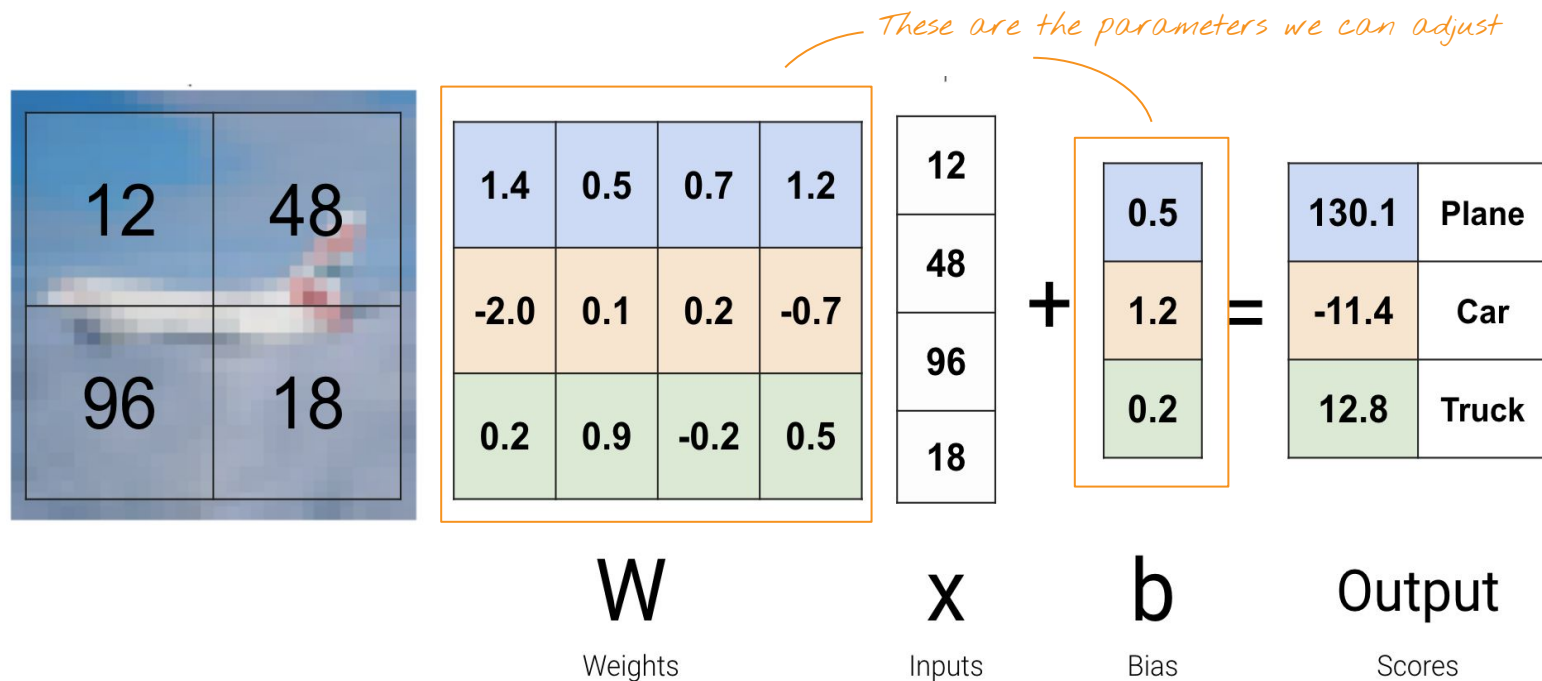 These are the parameters we can adjust
12 48
96 18
1.4 0.5 0.7 1.2
-2.0 0.1 0.2 -0.7
0.2 0.9 -0.2 0.5
12
48
96
18
+
0.5
1.2
0.2
=
130.1 Plane
-11.4 Car
12.8 Truck
W x b Output
Weights Inputs Bias Scores